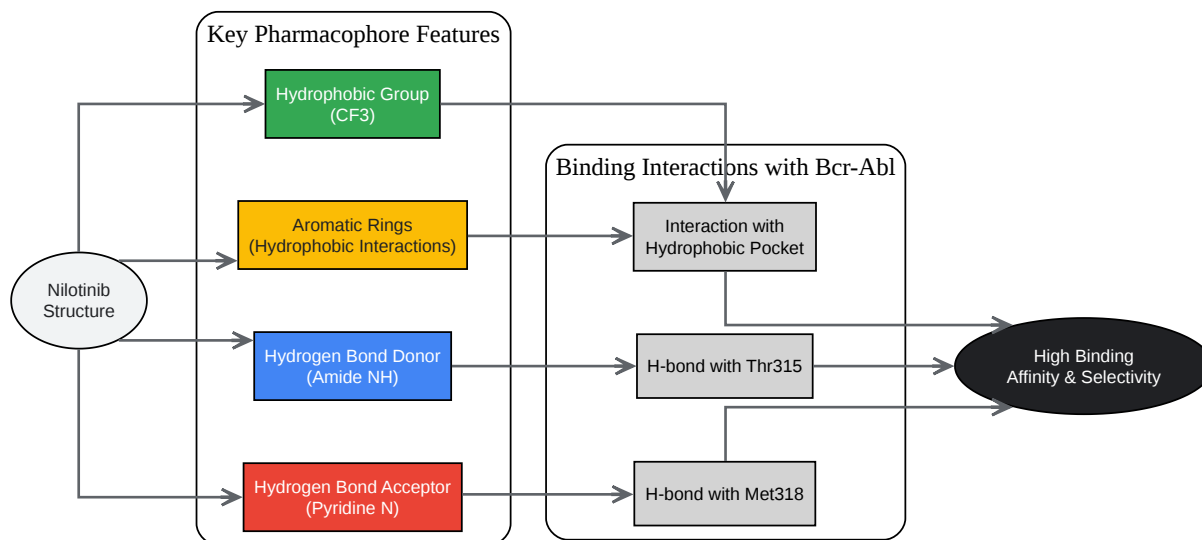 Key Pharmacophore Features
Hydrophobic Group
(CF3)
Binding Interactions with Bcr-Abl
Aromatic Rings
(Hydrophobic Interactions)
Interaction with
Hydrophobic Pocket
Nilotinib
Structure
Hydrogen Bond Donor
(Amide NH)
H-bond with Thr315
High Binding
Affinity & Selectivity
Hydrogen Bond Acceptor
(Pyridine N)
H-bond with Met318